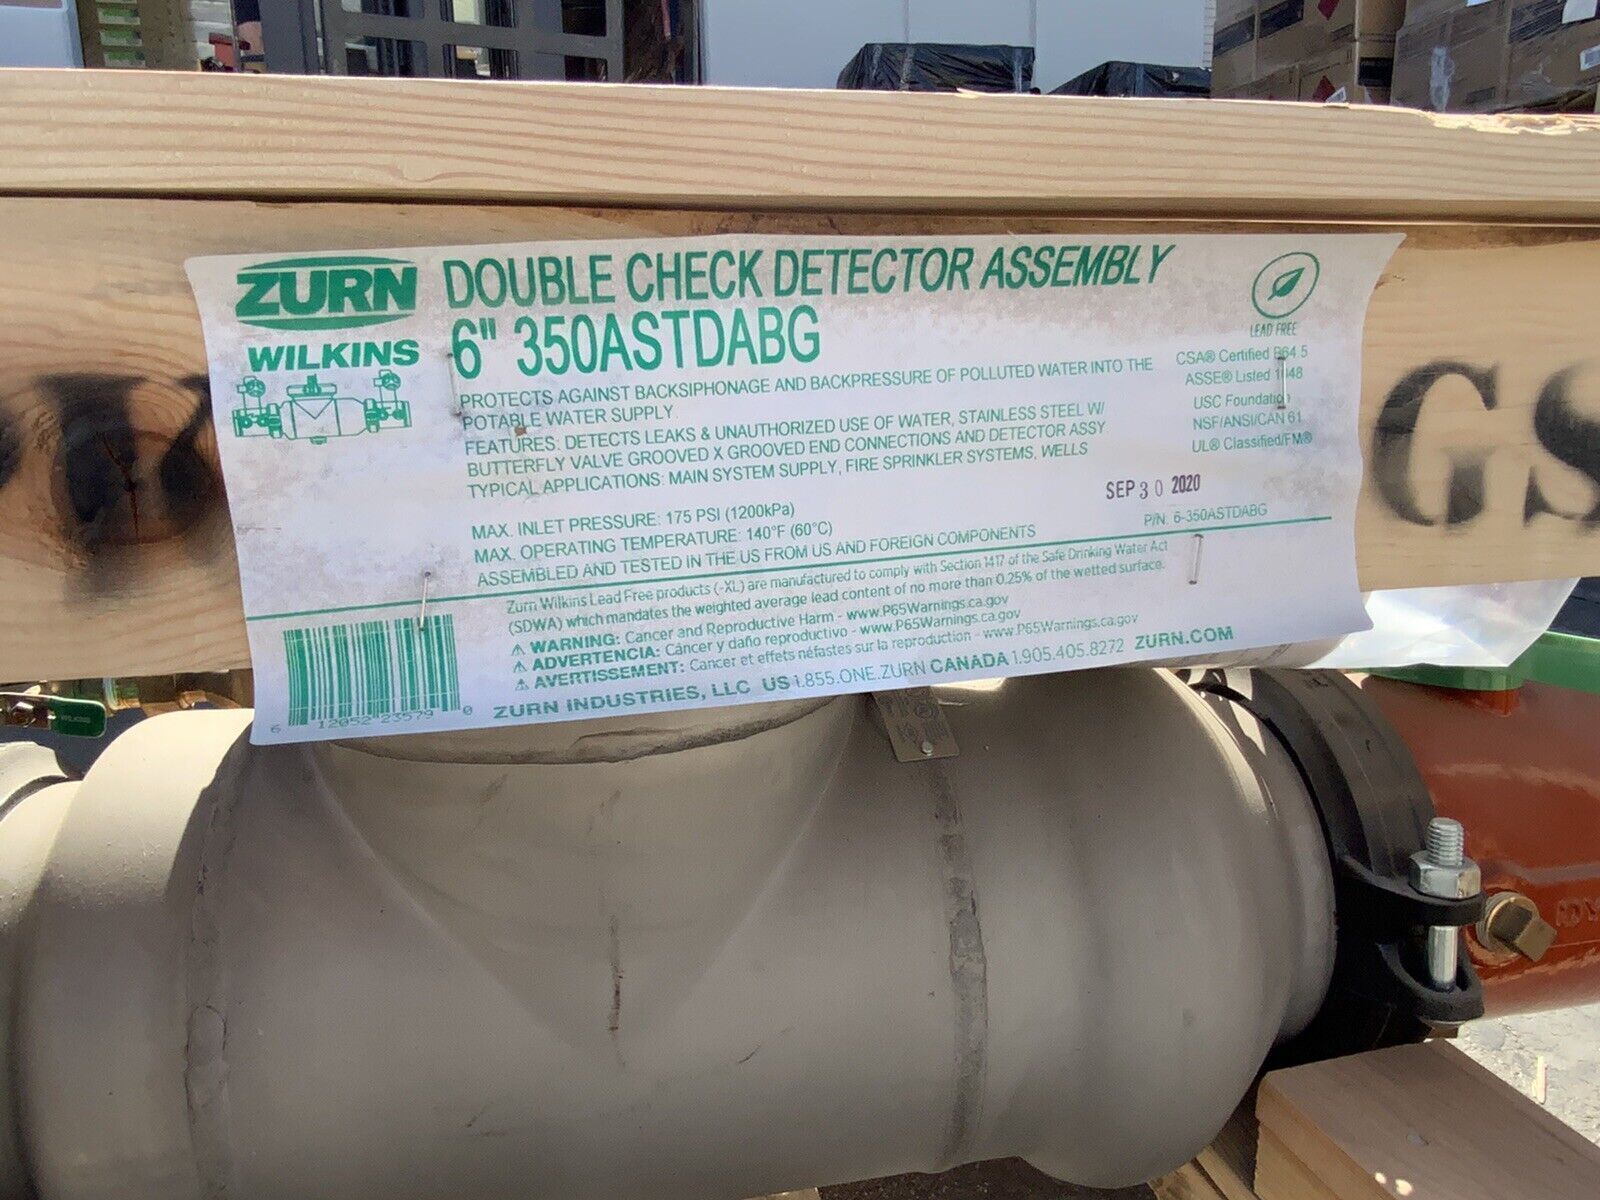 ZURN
WILKINS
DOUBLE CHECK DETECTOR ASSEMBLY
6" 350ASTDABG
PROTECTS AGAINST BACKSIPHONAGE AND BACKPRESSURE OF POLLUTED WATER INTO THE
POTABLE WATER SUPPLY.
FEATURES: DETECTS LEAKS & UNAUTHORIZED USE OF WATER, STAINLESS STEEL W/
BUTTERFLY VALVE GROOVED X GROOVED END CONNECTIONS AND DETECTOR ASSY
TYPICAL APPLICATIONS: MAIN SYSTEM SUPPLY, FIRE SPRINKLER SYSTEMS, WELLS
LEAD FREE
CSA® Certified B64.5
ASSE® Listed 1048
USC Foundation
NSF/ANSI/CAN 61
UL® Classified/FM®
MAX. INLET PRESSURE: 175 PSI (1200kPa)
MAX. OPERATING TEMPERATURE: 140°F (60°C)
ASSEMBLED AND TESTED IN THE US FROM US AND FOREIGN COMPONENTS
SEP 30 2020
P/N. 6-350ASTDABG
Zurn Wilkins Lead Free products (-XL) are manufactured to comply with Section 1417 of the Safe Drinking Water Act
(SDWA) which mandates the weighted average lead content of no more than 0.25% of the wetted surface.
⚠ WARNING: Cancer and Reproductive Harm - www.P65Warnings.ca.gov
⚠ ADVERTENCIA: Cáncer y daño reproductivo - www.P65Warnings.ca.gov
⚠ AVERTISSEMENT: Cancer et effets néfastes sur la reproduction - www.P65Warnings.ca.gov
ZURN INDUSTRIES, LLC US 1.855.ONE.ZURN CANADA 1.905.405.8272 ZURN.COM
6 12052 23579 0
GS
WILKINS